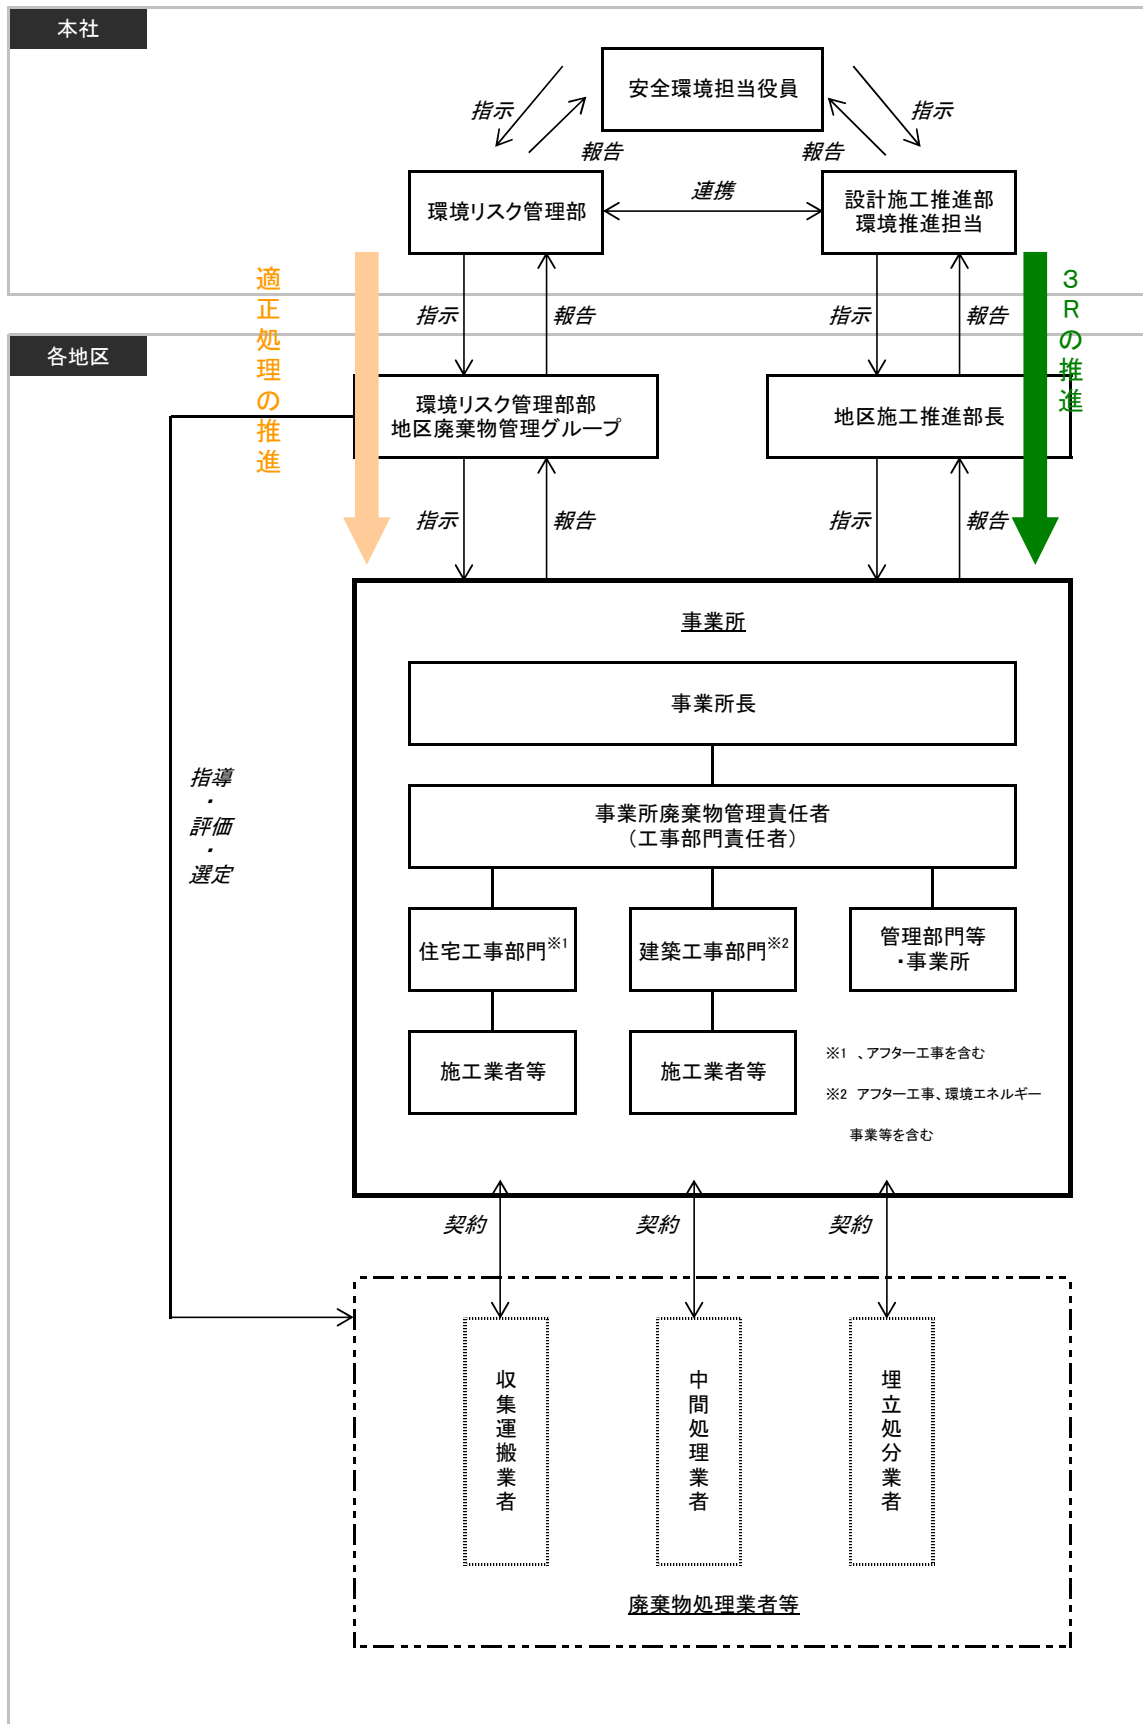 本社
安全環境担当役員
指示
指示
報告
報告
環境リスク管理部
連携
設計施工推進部
環境推進担当
適正処理の推進
3Rの推進
指示
報告
指示
報告
各地区
環境リスク管理部部
地区廃棄物管理グループ
地区施工推進部長
指示
報告
指示
報告
事業所
事業所長
指導
・
評価
・
選定
事業所廃棄物管理責任者
（工事部門責任者）
住宅工事部門※1
建築工事部門※2
管理部門等
・事業所
施工業者等
施工業者等
※1 、アフター工事を含む
※2 アフター工事、環境エネルギー
事業等を含む
契約
契約
契約
収集運搬業者
中間処理業者
埋立処分業者
廃棄物処理業者等